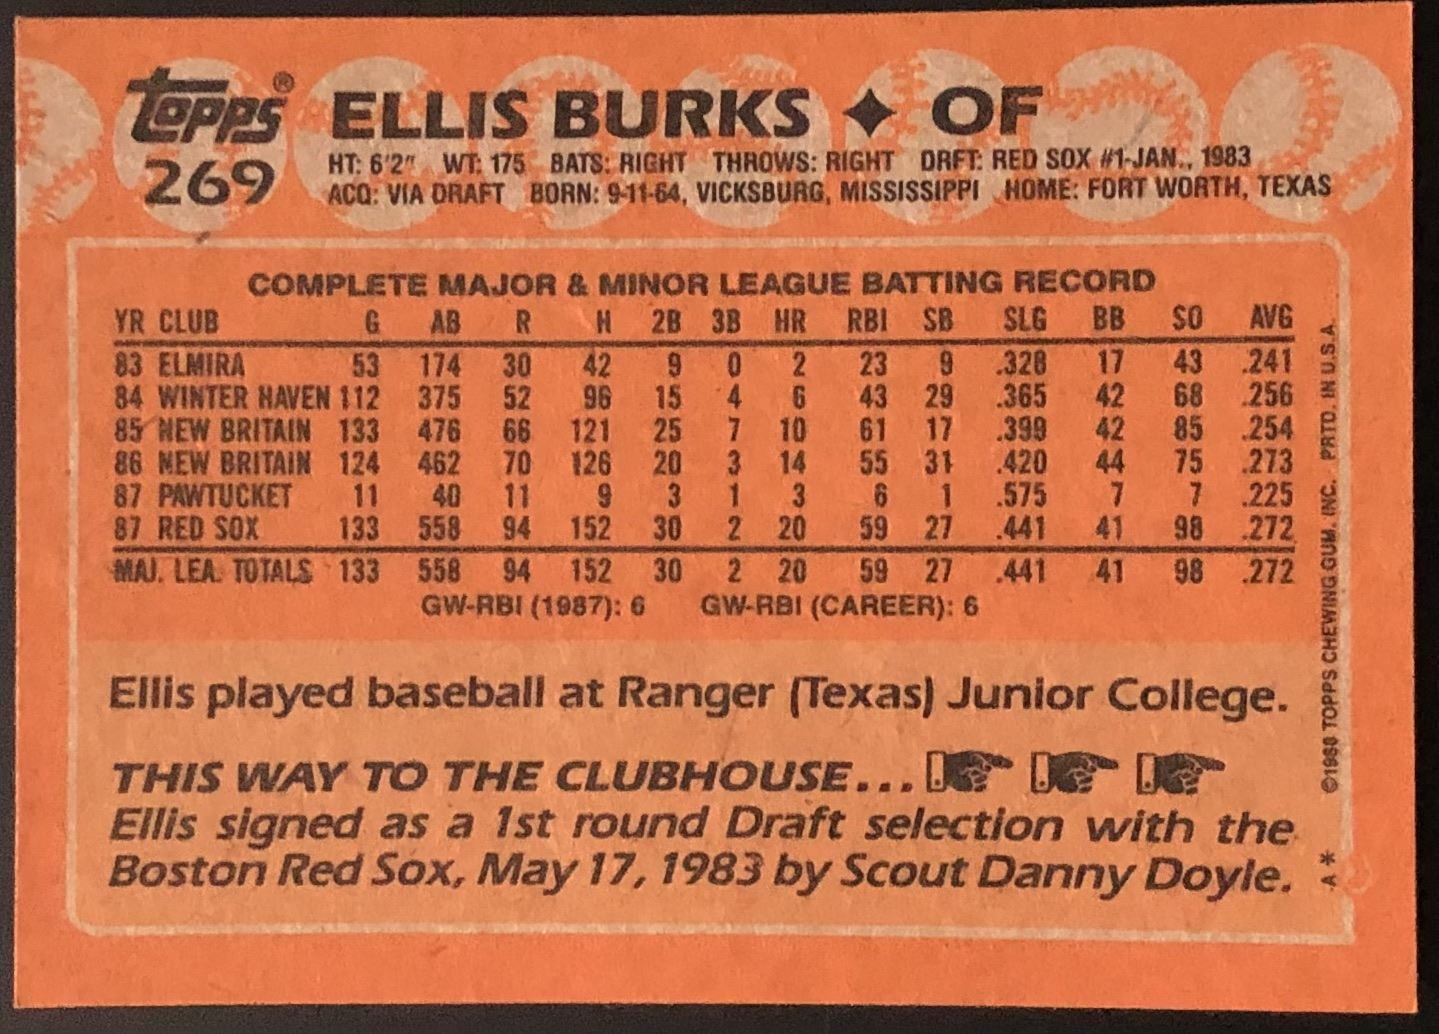 topps® ELLIS BURKS ✦ OF
269 HT: 6'2" WT: 175 BATS: RIGHT THROWS: RIGHT DRFT: RED SOX #1-JAN., 1983
ACQ: VIA DRAFT BORN: 9-11-64, VICKSBURG, MISSISSIPPI HOME: FORT WORTH, TEXAS
COMPLETE MAJOR & MINOR LEAGUE BATTING RECORD
YR CLUB G AB R H 2B 3B HR RBI SB SLG BB SO AVG
83 ELMIRA 53 174 30 42 9 0 2 23 9 .328 17 43 .241
84 WINTER HAVEN 112 375 52 96 15 4 6 43 29 .365 42 68 .256
85 NEW BRITAIN 133 476 66 121 25 7 10 61 17 .399 42 85 .254
86 NEW BRITAIN 124 462 70 126 20 3 14 55 31 .420 44 75 .273
87 PAWTUCKET 11 40 11 9 3 1 3 6 1 .575 7 7 .225
87 RED SOX 133 558 94 152 30 2 20 59 27 .441 41 98 .272
MAJ. LEA. TOTALS 133 558 94 152 30 2 20 59 27 .441 41 98 .272
GW-RBI (1987): 6 GW-RBI (CAREER): 6
Ellis played baseball at Ranger (Texas) Junior College.
THIS WAY TO THE CLUBHOUSE...
Ellis signed as a 1st round Draft selection with the
Boston Red Sox, May 17, 1983 by Scout Danny Doyle.
©1988 TOPPS CHEWING GUM, INC. PRTD. IN U.S.A.
A*